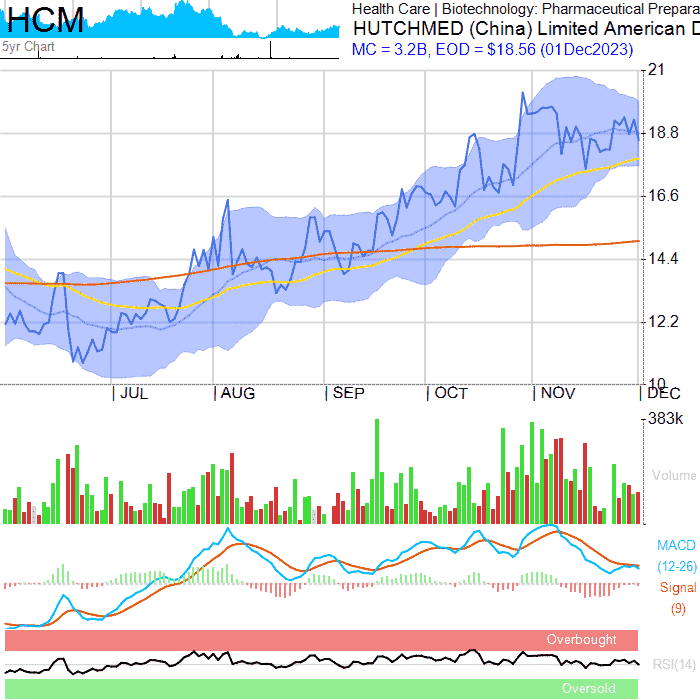 HCM
5yr Chart
Health Care | Biotechnology: Pharmaceutical Prepara
HUTCHMED (China) Limited American D
MC = 3.2B, EOD = $18.56 (01Dec2023)
21
18.8
16.6
14.4
12.2
10
JUL AUG SEP OCT NOV DEC
383k
Volume
MACD
(12-26)
Signal
(9)
Overbought
RSI(14)
Oversold